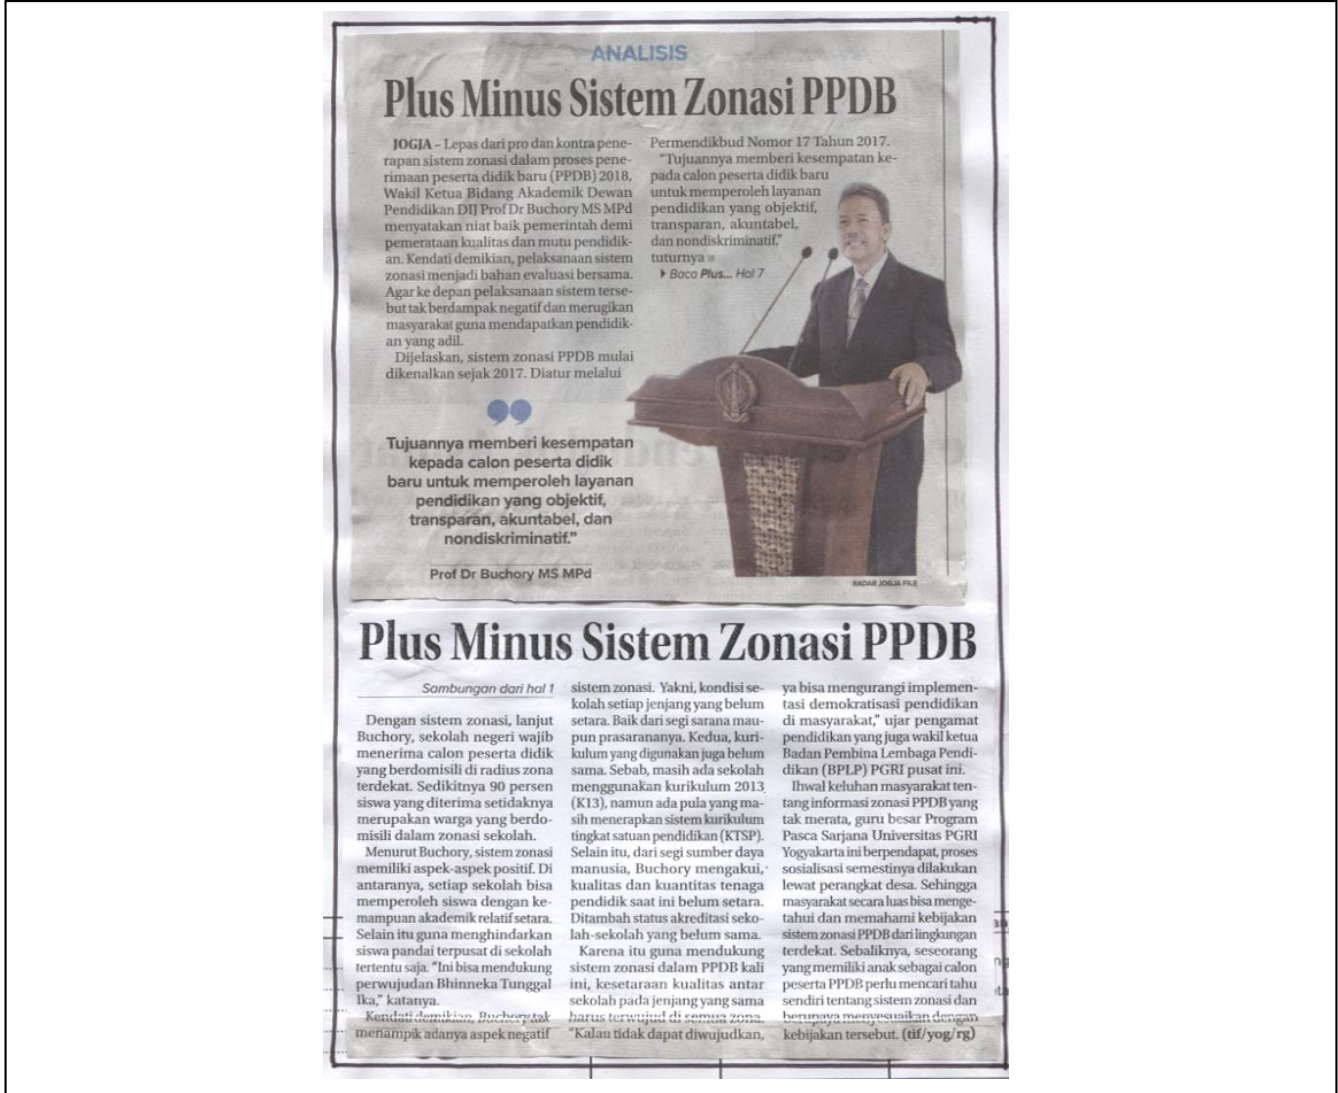 ANALISIS
Plus Minus Sistem Zonasi PPDB
JOGJA – Lepas dari pro dan kontra pene-
rapan sistem zonasi dalam proses pene-
rimaan peserta didik baru (PPDB) 2018,
Wakil Ketua Bidang Akademik Dewan
Pendidikan DIJ Prof Dr Buchory MS MPd
menyatakan niat baik pemerintah demi
pemerataan kualitas dan mutu pendidik-
an. Kendati demikian, pelaksanaan sistem
zonasi menjadi bahan evaluasi bersama.
Agar ke depan pelaksanaan sistem terse-
but tak berdampak negatif dan merugikan
masyarakat guna mendapatkan pendidik-
an yang adil.
Dijelaskan, sistem zonasi PPDB mulai
dikenalkan sejak 2017. Diatur melalui
Permendikbud Nomor 17 Tahun 2017.
"Tujuannya memberi kesempatan ke-
pada calon peserta didik baru
untuk memperoleh layanan
pendidikan yang objektif,
transparan, akuntabel,
dan nondiskriminatif,"
tuturnya
Baca Plus... Hal 7
Tujuannya memberi kesempatan
kepada calon peserta didik
baru untuk memperoleh layanan
pendidikan yang objektif,
transparan, akuntabel, dan
nondiskriminatif."
Prof Dr Buchory MS MPd
RADAR JOGJA FILE
Plus Minus Sistem Zonasi PPDB
Sambungan dari hal 1
Dengan sistem zonasi, lanjut
Buchory, sekolah negeri wajib
menerima calon peserta didik
yang berdomisili di radius zona
terdekat. Sedikitnya 90 persen
siswa yang diterima setidaknya
merupakan warga yang berdo-
misili dalam zonasi sekolah.
Menurut Buchory, sistem zonasi
memiliki aspek-aspek positif. Di
antaranya, setiap sekolah bisa
memperoleh siswa dengan ke-
mampuan akademik relatif setara.
Selain itu guna menghindarkan
siswa pandai terpusat di sekolah
tertentu saja. "Ini bisa mendukung
perwujudan Bhinneka Tunggal
Ika," katanya.
Kendati demikian, Buchory tak
menampik adanya aspek negatif
sistem zonasi. Yakni, kondisi se-
kolah setiap jenjang yang belum
setara. Baik dari segi sarana mau-
pun prasarananya. Kedua, kuri-
kulum yang digunakan juga belum
sama. Sebab, masih ada sekolah
menggunakan kurikulum 2013
(K13), namun ada pula yang ma-
sih menerapkan sistem kurikulum
tingkat satuan pendidikan (KTSP).
Selain itu, dari segi sumber daya
manusia, Buchory mengakui,
kualitas dan kuantitas tenaga
pendidik saat ini belum setara.
Ditambah status akreditasi seko-
lah-sekolah yang belum sama.
Karena itu guna mendukung
sistem zonasi dalam PPDB kali
ini, kesetaraan kualitas antar
sekolah pada jenjang yang sama
harus terwujud di semua zona.
"Kalau tidak dapat diwujudkan,
ya bisa mengurangi implemen-
tasi demokratisasi pendidikan
di masyarakat," ujar pengamat
pendidikan yang juga wakil ketua
Badan Pembina Lembaga Pendi-
dikan (BPLP) PGRI pusat ini.
Ihwal keluhan masyarakat ten-
tang informasi zonasi PPDB yang
tak merata, guru besar Program
Pasca Sarjana Universitas PGRI
Yogyakarta ini berpendapat, proses
sosialisasi semestinya dilakukan
lewat perangkat desa. Sehingga
masyarakat secara luas bisa menge-
tahui dan memahami kebijakan
sistem zonasi PPDB dari lingkungan
terdekat. Sebaliknya, seseorang
yang memiliki anak sebagai calon
peserta PPDB perlu mencari tahu
sendiri tentang sistem zonasi dan
berupaya menyesuaikan dengan
kebijakan tersebut. (tif/yog/rg)